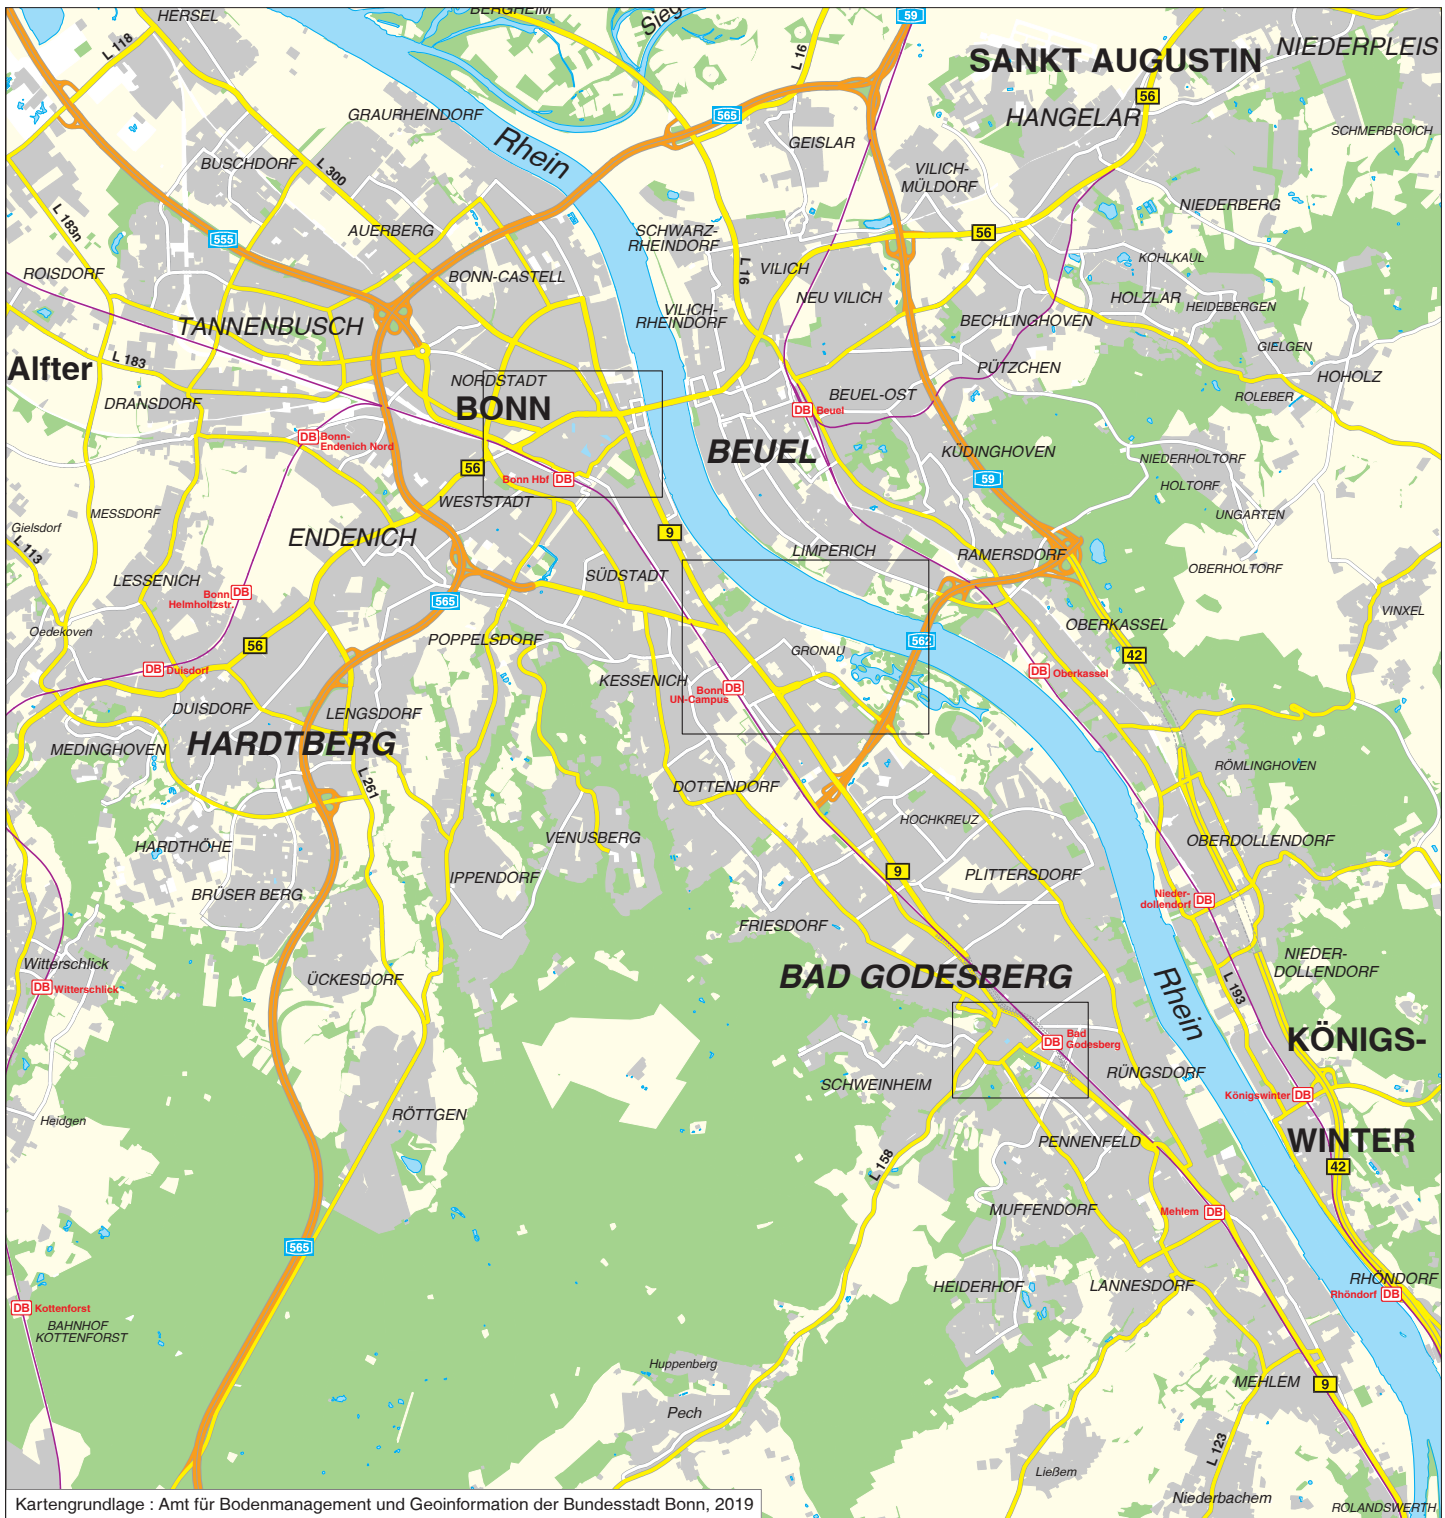 HERSEL
BERGHEIM
Sieg
59
L 118
L 16
SANKT AUGUSTIN
NIEDERPLEIS
56
GRAURHEINDORF
565
HANGELAR
SCHMERBROICH
Rhein
GEISLAR
BUSCHDORF
L 300
VILICH-
MÜLDORF
L 183n
NIEDERBERG
AUERBERG
555
SCHWARZ-
RHEINDORF
56
ROISDORF
BONN-CASTELL
L 16
VILICH
KOHLKAUL
NEU VILICH
HOLZLAR
HEIDEBERGEN
TANNENBUSCH
VILICH-
RHEINDORF
BECHLINGHOVEN
GIELGEN
Alfter
L 183
PÜTZCHEN
HOHOLZ
NORDSTADT
BEUEL-OST
ROLEBER
DRANSDORF
BONN
DB Beuel
DB Bonn-
Endenich Nord
BEUEL
KÜDINGHOVEN
NIEDERHOLTORF
56
Bonn Hbf DB
59
HOLTORF
WESTSTADT
MESSDORF
UNGARTEN
Gielsdorf
L 113
ENDENICH
9
LIMPERICH
RAMERSDORF
OBERHOLTORF
LESSENICH
SÜDSTADT
Bonn
Helmholtzstr. DB
565
VINXEL
Oedekoven
56
POPPELSDORF
562
OBERKASSEL
GRONAU
42
DB Duisdorf
KESSENICH
DB Oberkassel
Bonn
UN-Campus DB
DUISDORF
LENGSDORF
MEDINGHOVEN
HARDTBERG
RÖMLINGHOVEN
L 261
DOTTENDORF
HOCHKREUZ
HARDTHÖHE
VENUSBERG
OBERDOLLENDORF
BRÜSER BERG
IPPENDORF
9
PLITTERSDORF
Nieder-
dollendorf DB
FRIESDORF
Witterschlick
ÜCKESDORF
BAD GODESBERG
NIEDER-
DOLLENDORF
DB Witterschlick
Rhein
L 193
KÖNIGS-
DB Bad
Godesberg
SCHWEINHEIM
RÜNGSDORF
Königswinter DB
Heidgen
RÖTTGEN
PENNENFELD
WINTER
L 158
42
MUFFENDORF
Mehlem DB
565
HEIDERHOF
LANNESDORF
RHÖNDORF
Rhöndorf DB
DB Kottenforst
BAHNHOF
KOTTENFORST
Huppenberg
MEHLEM
9
Pech
L 123
Ließem
Niederbachem
ROLANDSWERTH
Kartengrundlage : Amt für Bodenmanagement und Geoinformation der Bundesstadt Bonn, 2019